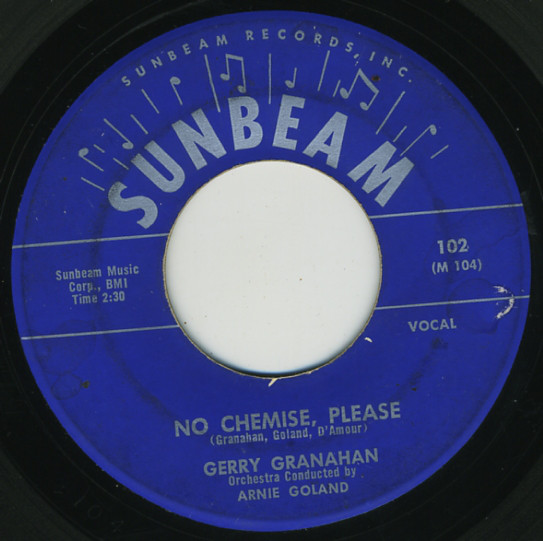 SUNBEAM RECORDS, INC.
SUNBEAM
Sunbeam Music
Corp., BMI
Time 2:30
102
(M 104)
VOCAL
NO CHEMISE, PLEASE
(Granahan, Goland, D'Amour)
GERRY GRANAHAN
Orchestra Conducted by
ARNIE GOLAND